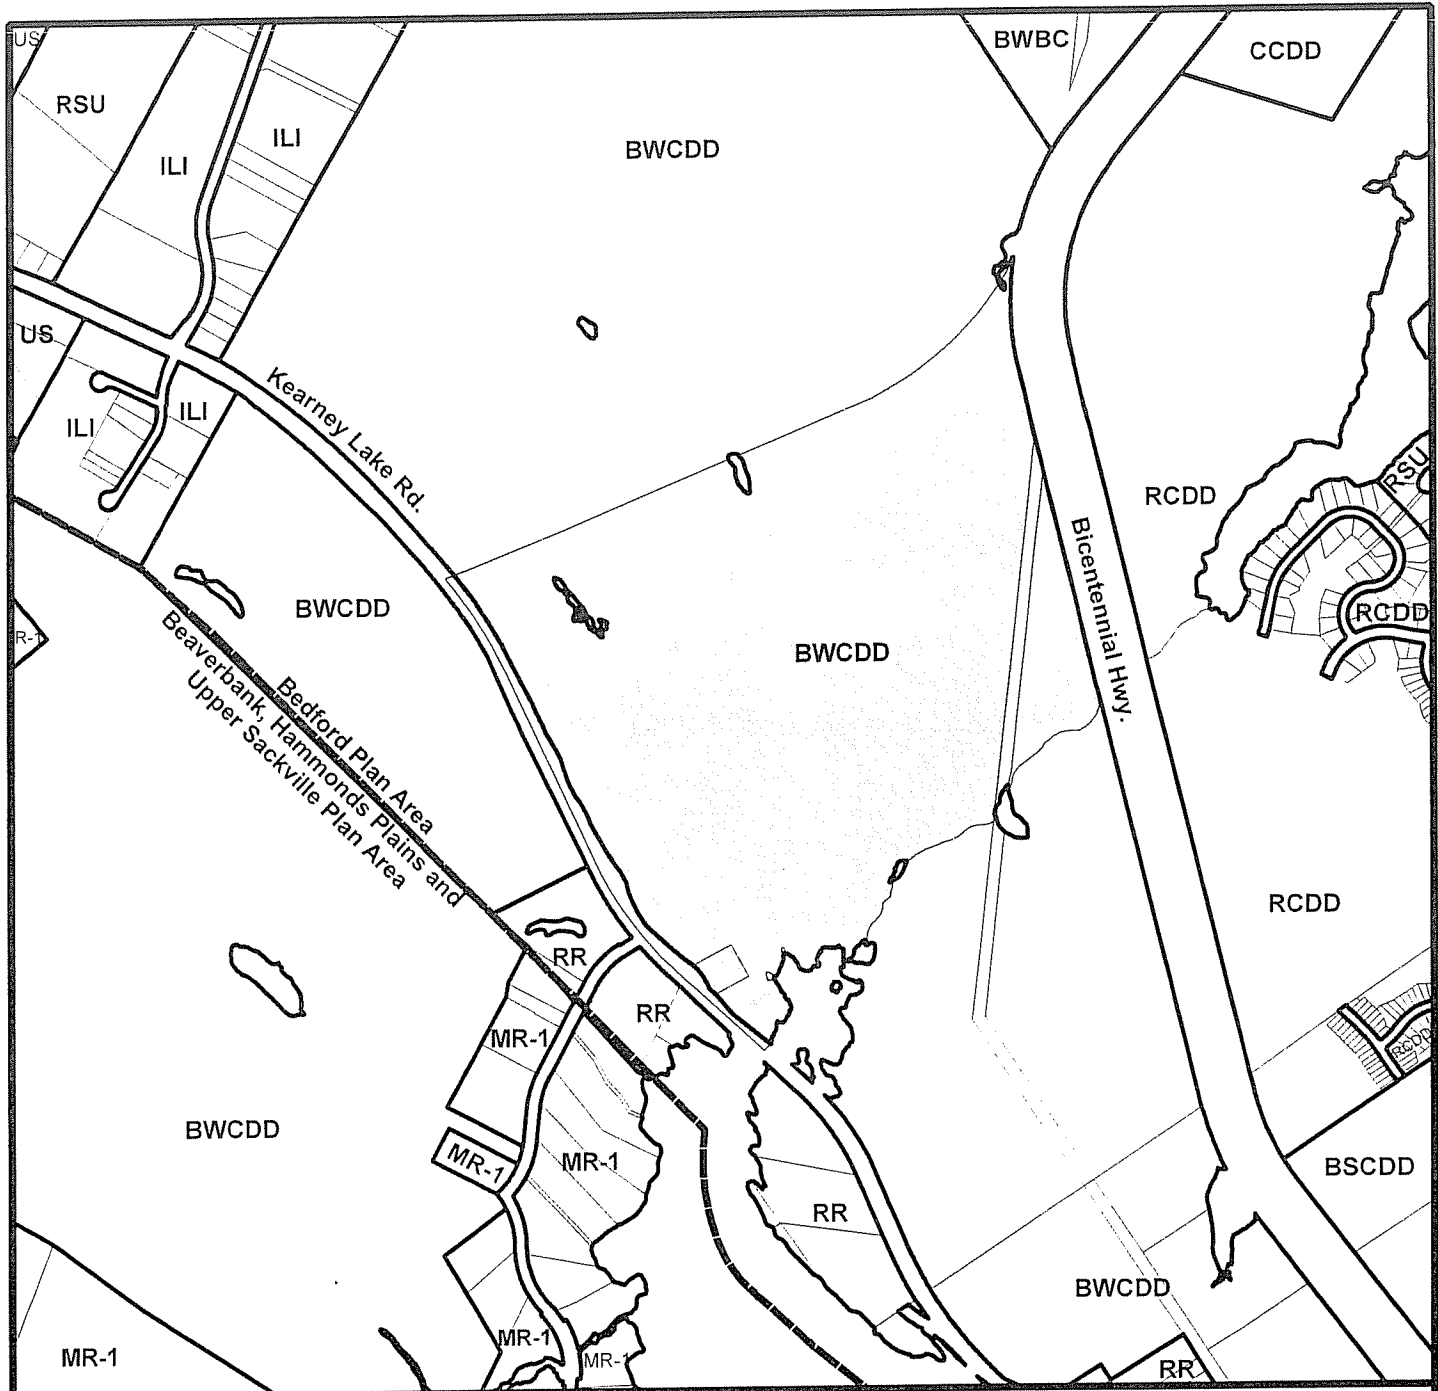 US
BWBC
CCDD
RSU
ILI
ILI
BWCDD
US
ILI
ILI
Kearney Lake Rd.
RSU
RCDD
Bicentennial Hwy.
BWCDD
RCDD
R-1
BWCDD
Bedford Plan Area
Beaverbank, Hammonds Plains and
Upper Sackville Plan Area
RCDD
RR
RR
MR-1
RCDD
BWCDD
MR-1
MR-1
BSCDD
RR
BWCDD
MR-1
MR-1
MR-1
RR